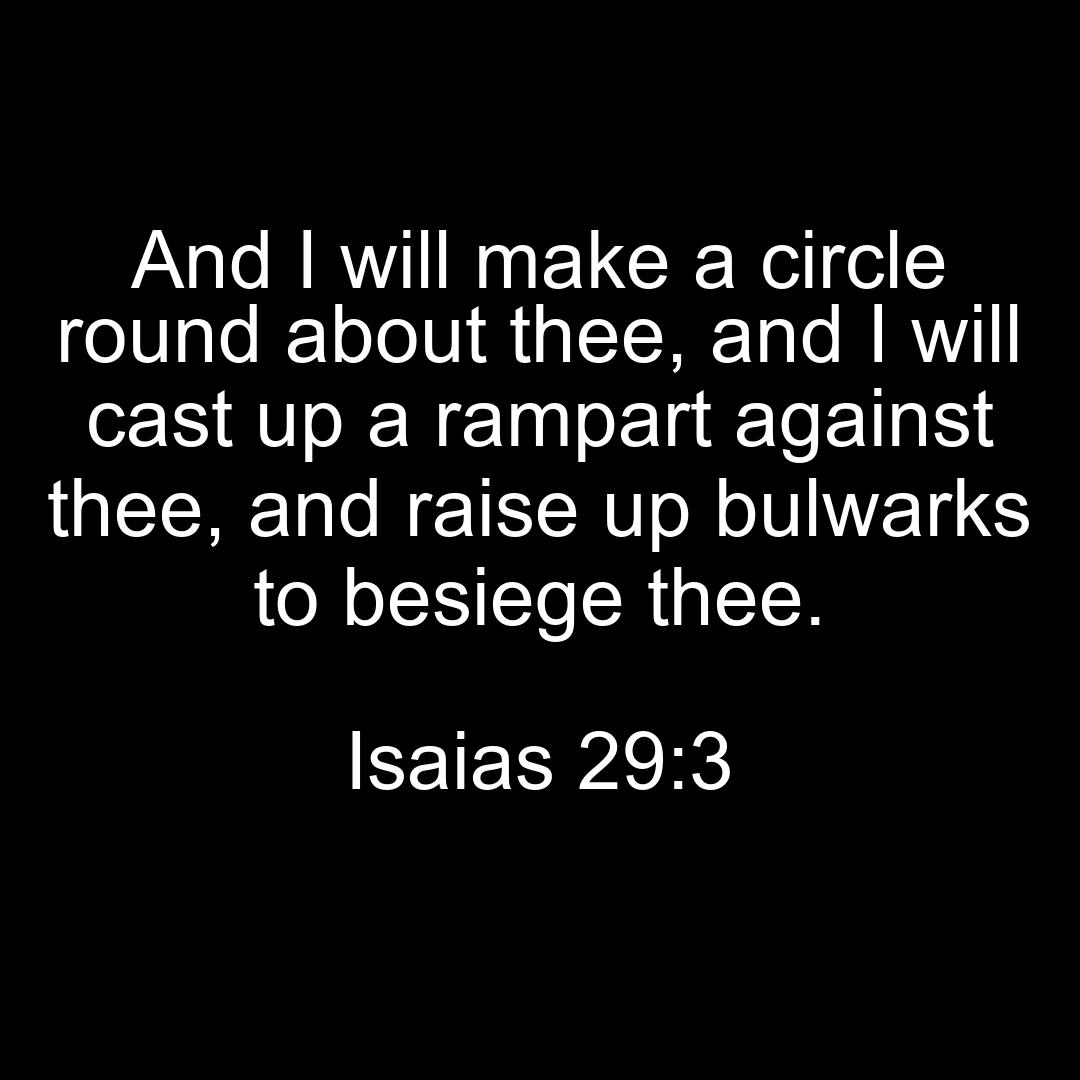 And I will make a circle
round about thee, and I will
cast up a rampart against
thee, and raise up bulwarks
to besiege thee.
Isaias 29:3